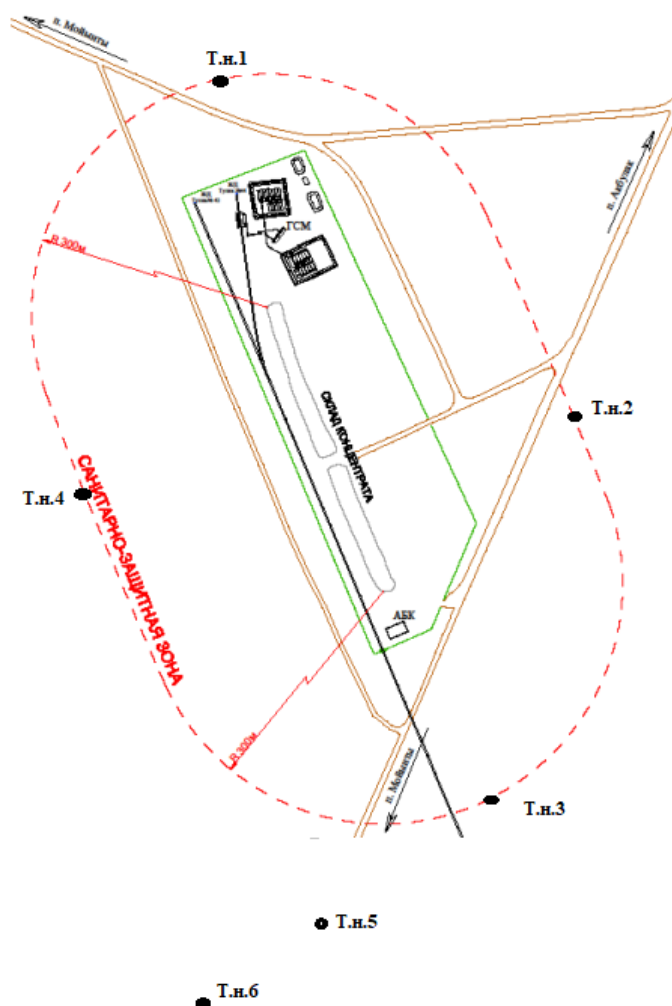 п. Мойынты
Т.н.1
п. Акбулак
ГСМ
R 300м
Т.н.2
СКЛАД КОНЦЕНТРАТА
Т.н.4
САНИТАРНО-ЗАЩИТНАЯ ЗОНА
АБК
R 300м
п. Мойынты
Т.н.3
Т.н.5
Т.н.6